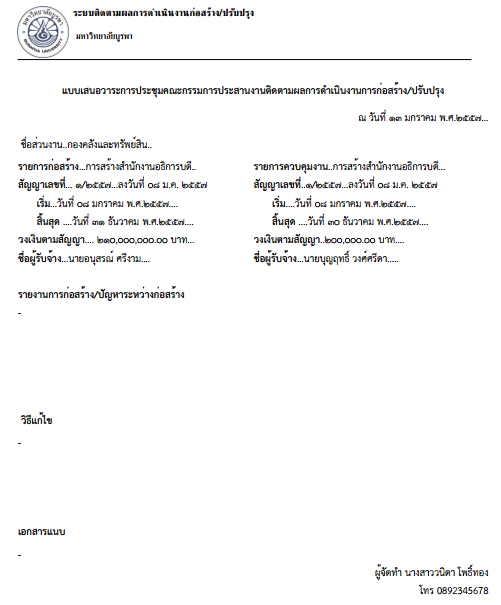 ระบบติดตามผลการดำเนินงานก่อสร้าง/ปรับปรุง
มหาวิทยาลัยบูรพา
แบบเสนอวาระการประชุมคณะกรรมการประสานงานติดตามผลการดำเนินงานการก่อสร้าง/ปรับปรุง
ณ วันที่ ๑๓ มกราคม พ.ศ.๒๕๕๗...
ชื่อส่วนงาน..กองคลังและทรัพย์สิน..
รายการก่อสร้าง...การสร้างสำนักงานอธิการบดี..
สัญญาเลขที่... ๑/๒๕๕๗...ลงวันที่ ๐๘ ม.ค. ๒๕๕๗
เริ่ม...วันที่ ๐๘ มกราคม พ.ศ.๒๕๕๗....
สิ้นสุด ....วันที่ ๓๑ ธันวาคม พ.ศ.๒๕๕๗....
วงเงินตามสัญญา.... ๒๑๐,๐๐๐,๐๐๐.๐๐ บาท...
ชื่อผู้รับจ้าง...นายอนุสรณ์ ศรีงาม....
รายการควบคุมงาน..การสร้างสำนักงานอธิการบดี...
สัญญาเลขที่..๑/๒๕๕๗...ลงวันที่ ๐๘ ม.ค. ๒๕๕๗
เริ่ม....วันที่ ๐๘ มกราคม พ.ศ.๒๕๕๗....
สิ้นสุด ....วันที่ ๓๐ ธันวาคม พ.ศ.๒๕๕๗....
วงเงินตามสัญญา..๒๐๐,๐๐๐.๐๐ บาท....
ชื่อผู้รับจ้าง...นายบุญฤทธิ์ วงศ์ศรีดา.....
รายงานการก่อสร้าง/ปัญหาระหว่างก่อสร้าง
-
วิธีแก้ไข
-
เอกสารแนบ
-
ผู้จัดทำ นางสาววนิดา โพธิ์ทอง
โทร 0892345678